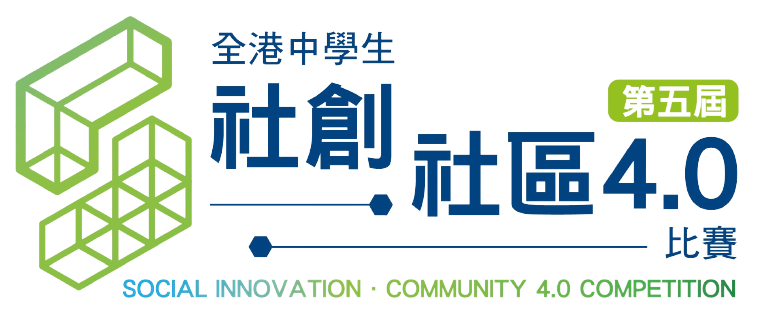 全港中學生
社創
第五屆
社區4.0
比賽
SOCIAL INNOVATION · COMMUNITY 4.0 COMPETITION